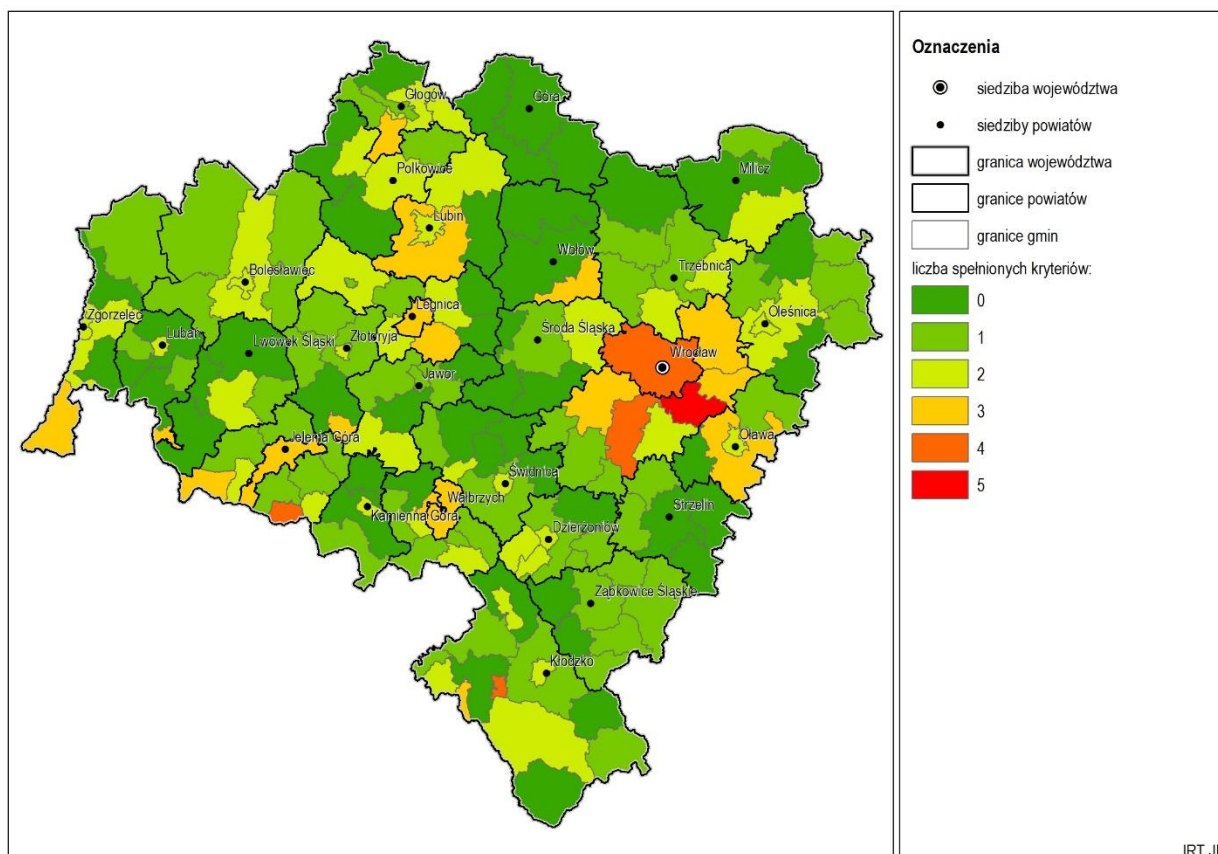 Głogów
Góra
Polkowice
Milicz
Lubin
Wołów
Trzebnica
Bolesławiec
Legnica
Oleśnica
Zgorzelec
Lubań
Lwówek Śląski
Złotoryja
Środa Śląska
Wrocław
Jawor
Jelenia Góra
Oława
Świdnica
Wałbrzych
Kamienna Góra
Strzelin
Dzierżoniów
Ząbkowice Śląskie
Kłodzko
Oznaczenia
siedziba województwa
siedziby powiatów
granica województwa
granice powiatów
granice gmin
liczba spełnionych kryteriów:
0
1
2
3
4
5